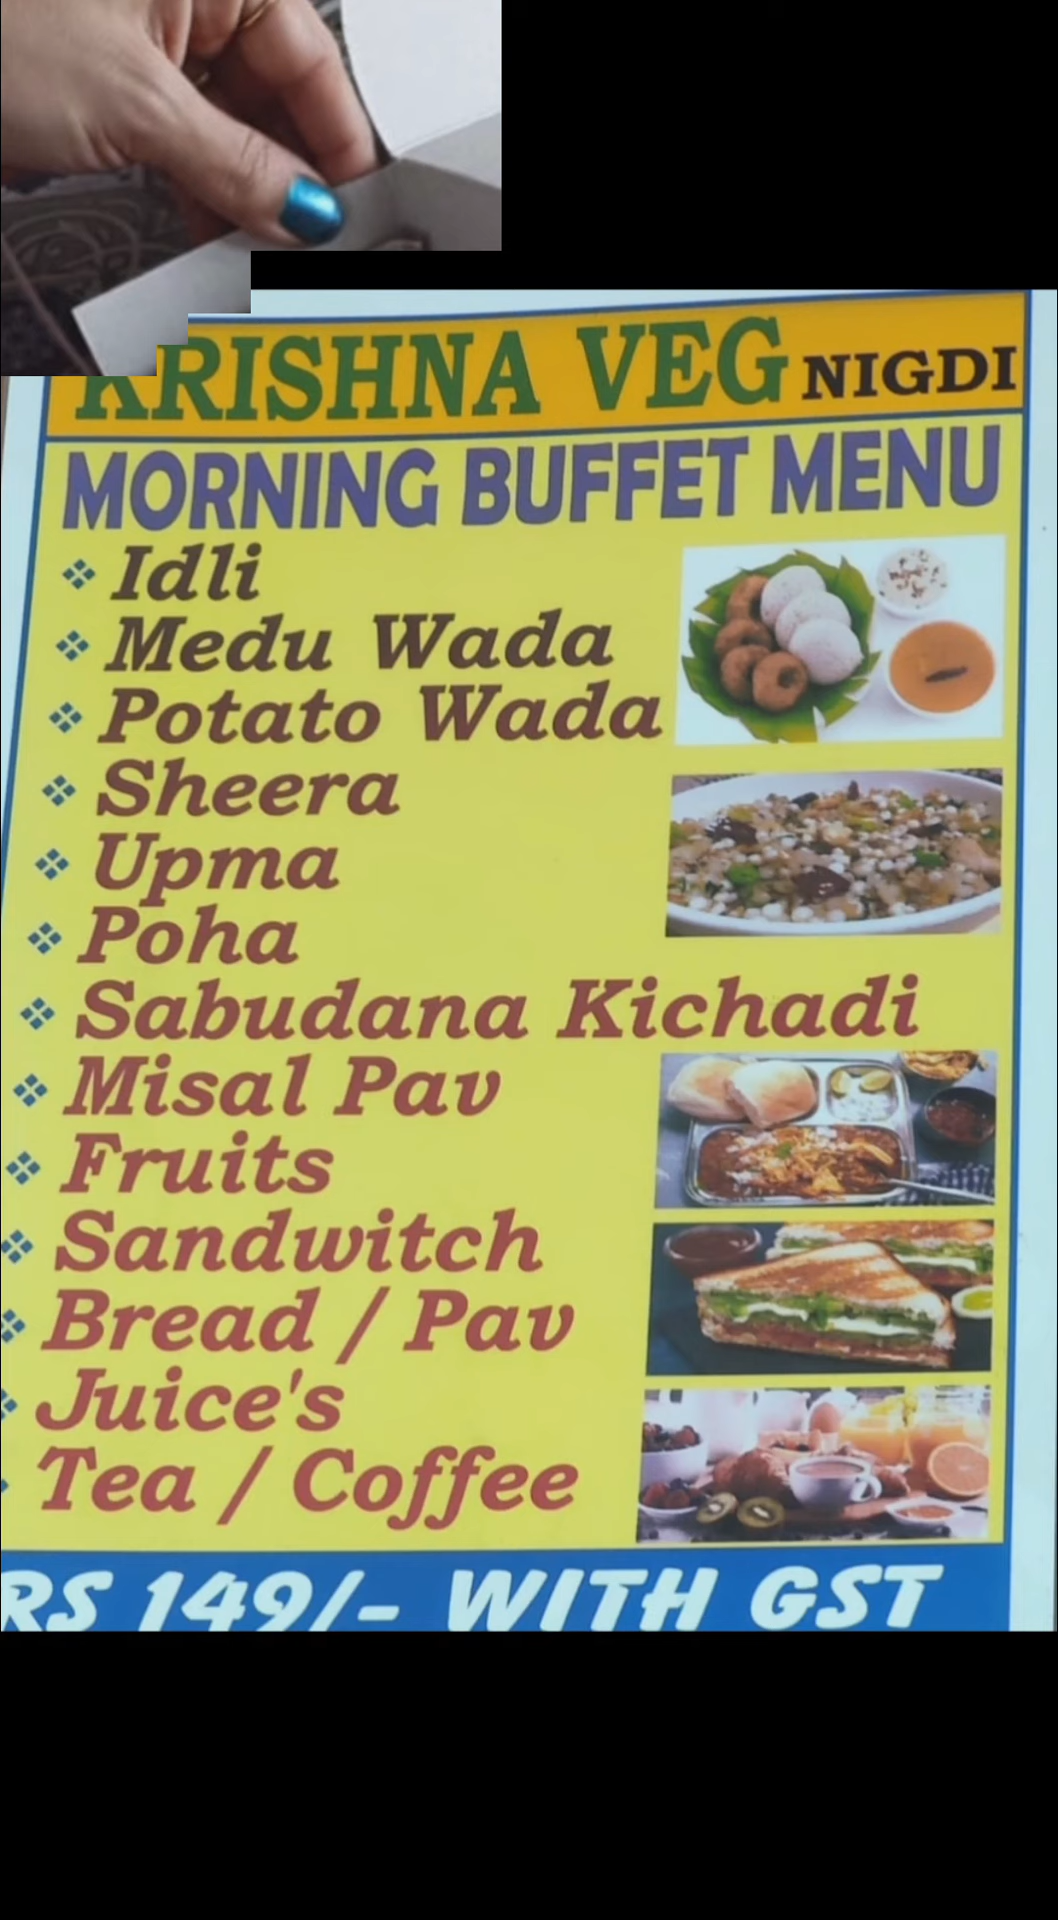 KRISHNA VEG NIGDI
MORNING BUFFET MENU
Idli
Medu Wada
Potato Wada
Sheera
Upma
Poha
Sabudana Kichadi
Misal Pav
Fruits
Sandwitch
Bread / Pav
Juice's
Tea / Coffee
RS 149/- WITH GST